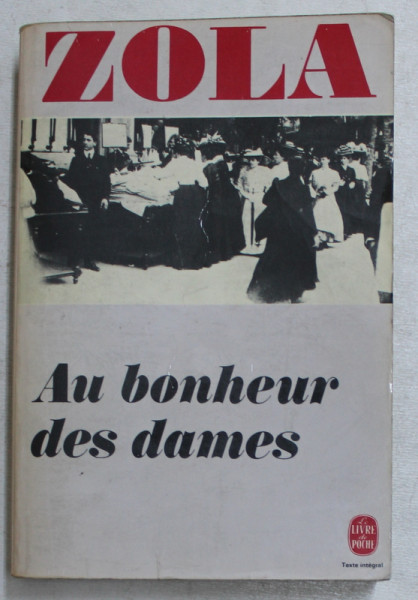 ZOLA
Au bonheur
des dames
Le
LIVRE
de
POCHE
Texte intégral